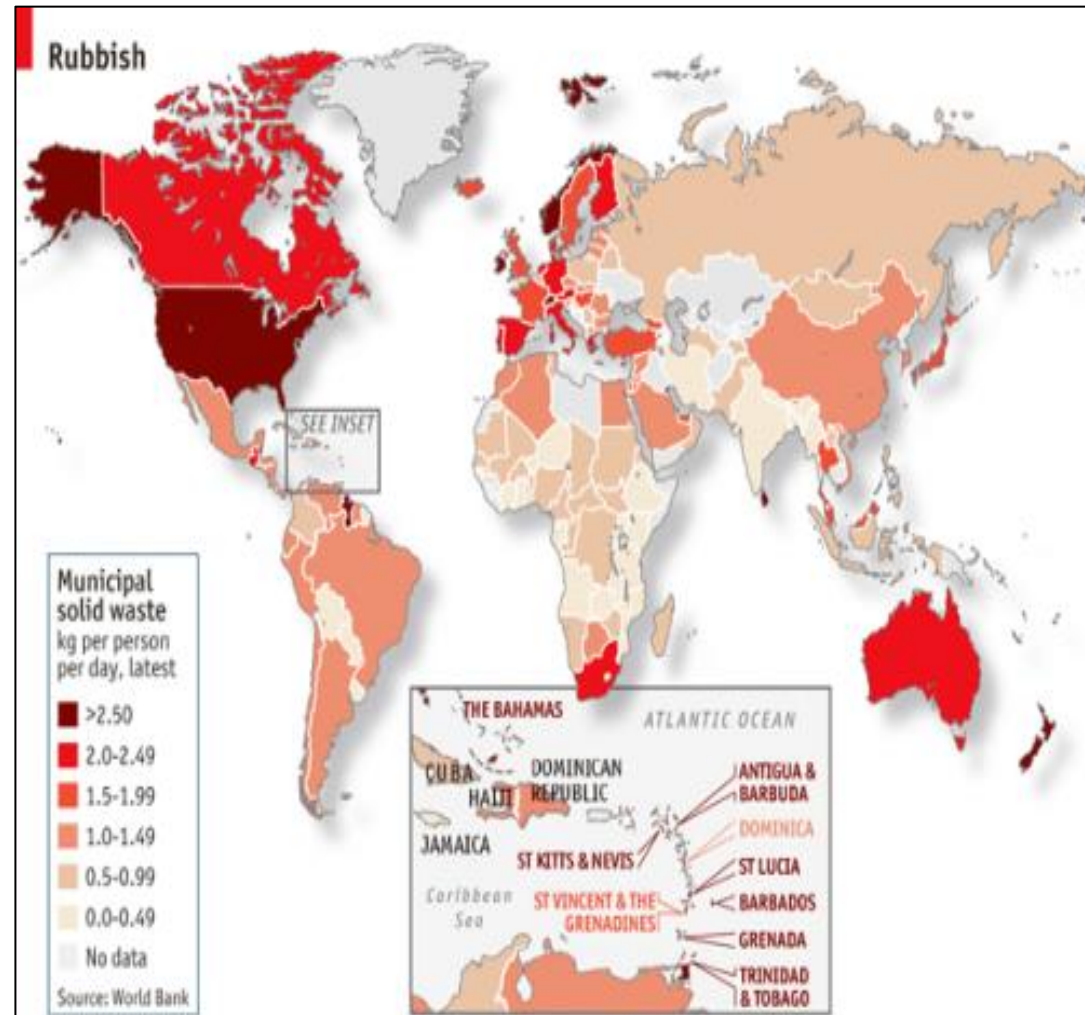 Rubbish
SEE INSET
Municipal
solid waste
kg per person
per day, latest
>2.50
2.0-2.49
1.5-1.99
1.0-1.49
0.5-0.99
0.0-0.49
No data
Source: World Bank
THE BAHAMAS
ATLANTIC OCEAN
CUBA
DOMINICAN
REPUBLIC
HAIJI
JAMAICA
ANTIGUA &
BARBUDA
DOMINICA
ST KITTS & NEVIS
ST LUCIA
Caribbean
Sea
ST VINCENT & THE
GRENADINES
BARBADOS
GRENADA
TRINIDAD
& TOBAGO